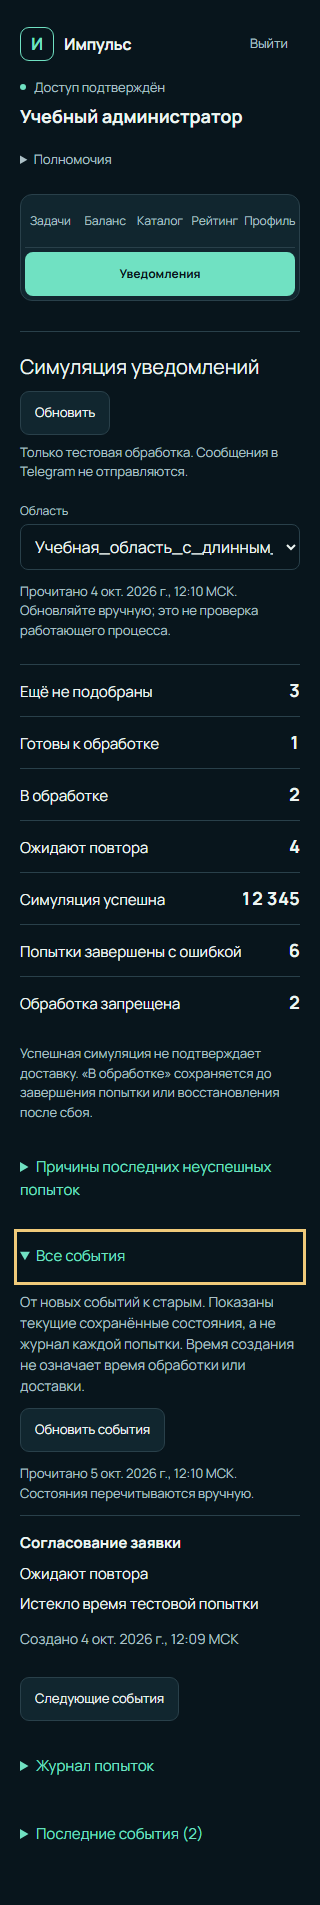 И Импульс Выйти
Доступ подтверждён
Учебный администратор
Полномочия
Задачи Баланс Каталог Рейтинг Профиль
Уведомления
Симуляция уведомлений
Обновить
Только тестовая обработка. Сообщения в
Telegram не отправляются.
Область
Учебная_область_с_длинным_
Прочитано 4 окт. 2026 г., 12:10 МСК.
Обновляйте вручную; это не проверка
работающего процесса.
Ещё не подобраны 3
Готовы к обработке 1
В обработке 2
Ожидают повтора 4
Симуляция успешна 12 345
Попытки завершены с ошибкой 6
Обработка запрещена 2
Успешная симуляция не подтверждает
доставку. «В обработке» сохраняется до
завершения попытки или восстановления
после сбоя.
Причины последних неуспешных
попыток
Все события
От новых событий к старым. Показаны
текущие сохранённые состояния, а не
журнал каждой попытки. Время создания
не означает время обработки или
доставки.
Обновить события
Прочитано 5 окт. 2026 г., 12:10 МСК.
Состояния перечитываются вручную.
Согласование заявки
Ожидают повтора
Истекло время тестовой попытки
Создано 4 окт. 2026 г., 12:09 МСК
Следующие события
Журнал попыток
Последние события (2)